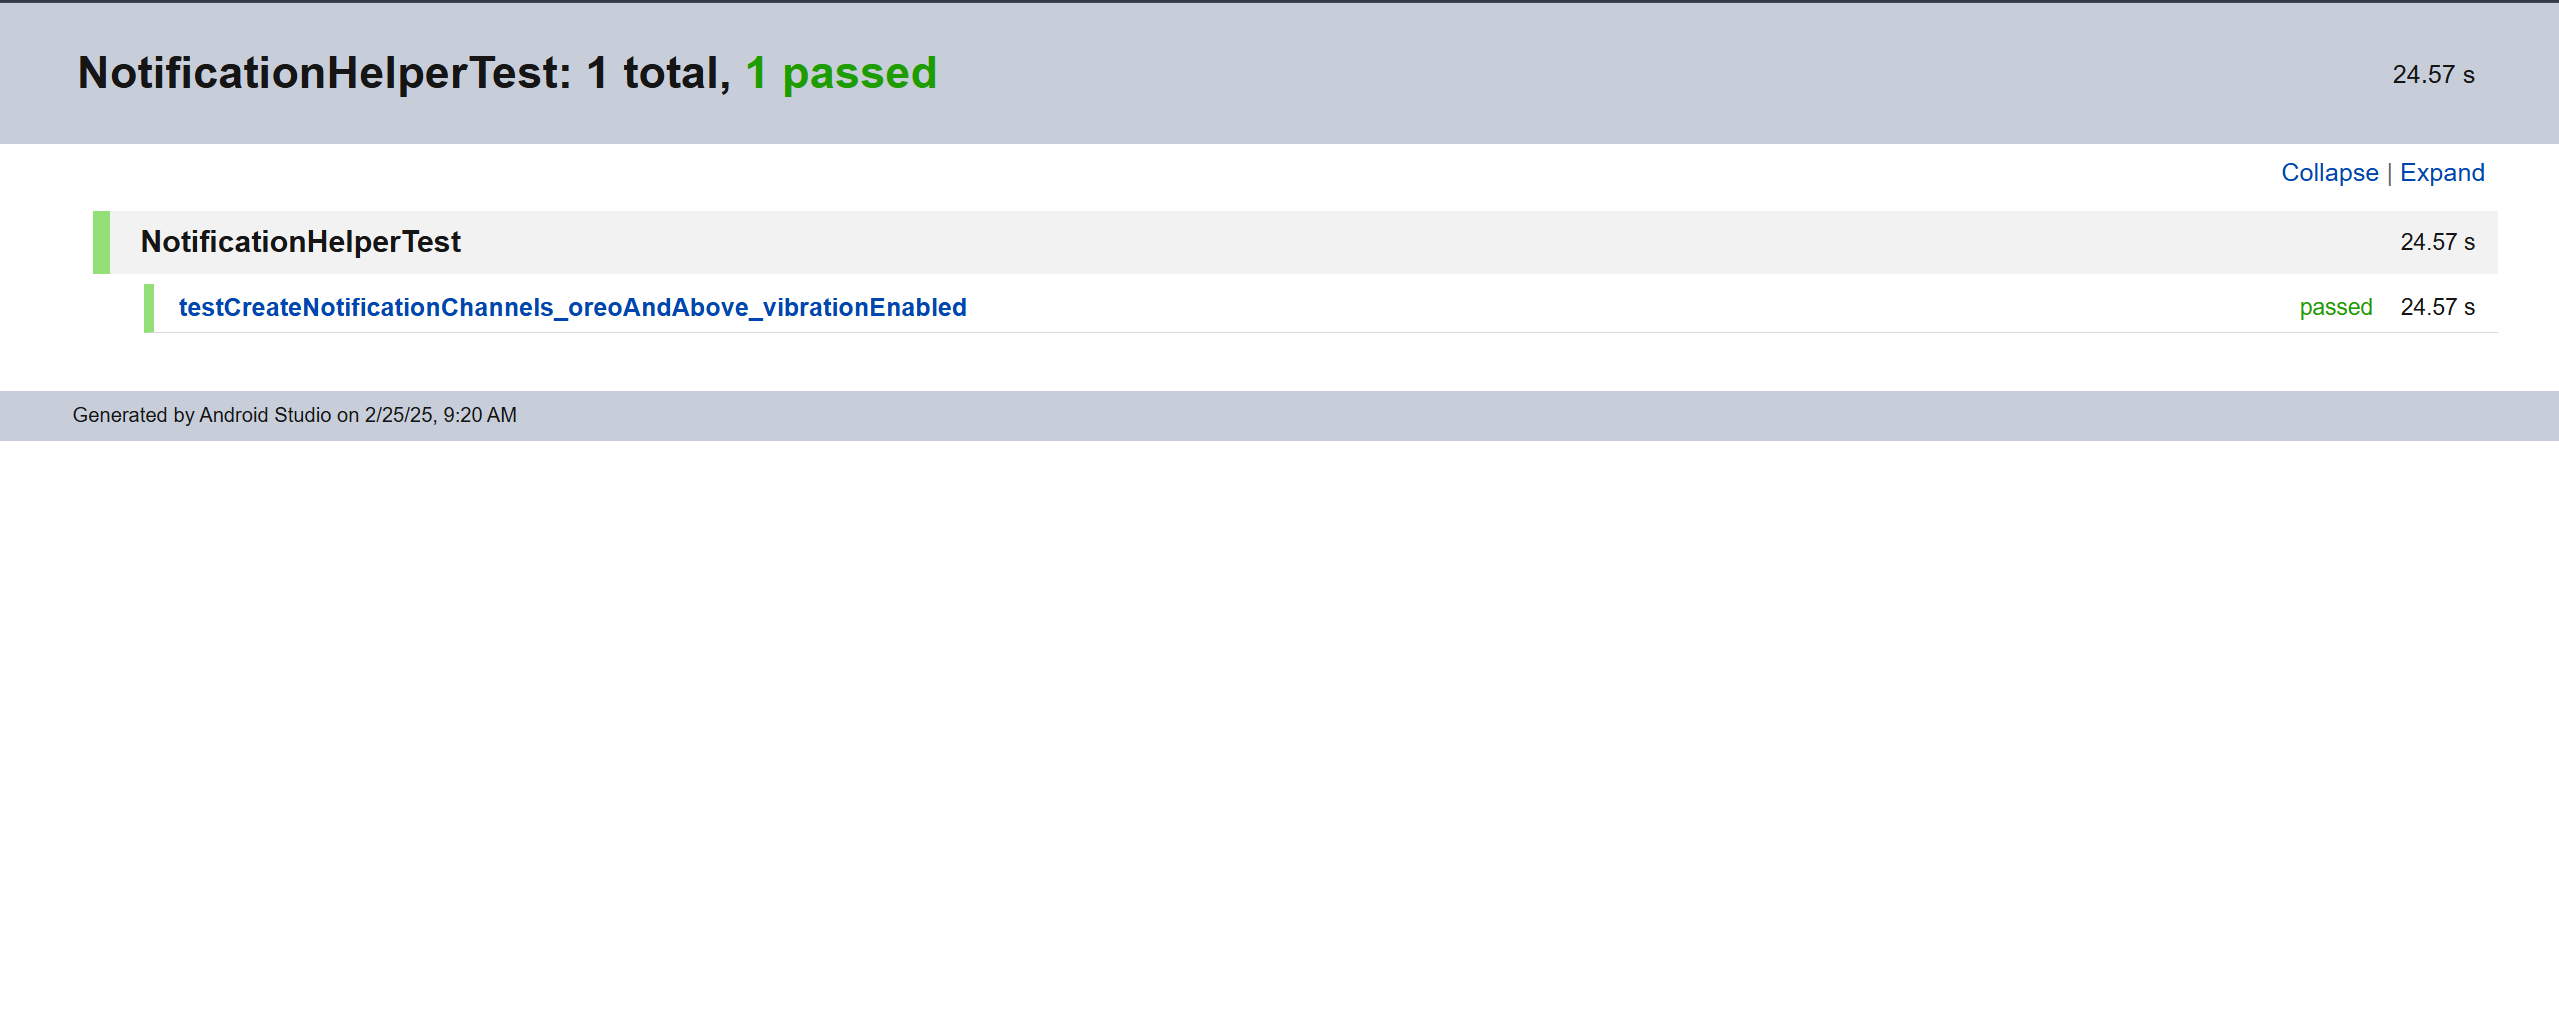 NotificationHelperTest: 1 total, 1 passed 24.57 s
Collapse | Expand
NotificationHelperTest 24.57 s
testCreateNotificationChannels_oreoAndAbove_vibrationEnabled passed 24.57 s
Generated by Android Studio on 2/25/25, 9:20 AM